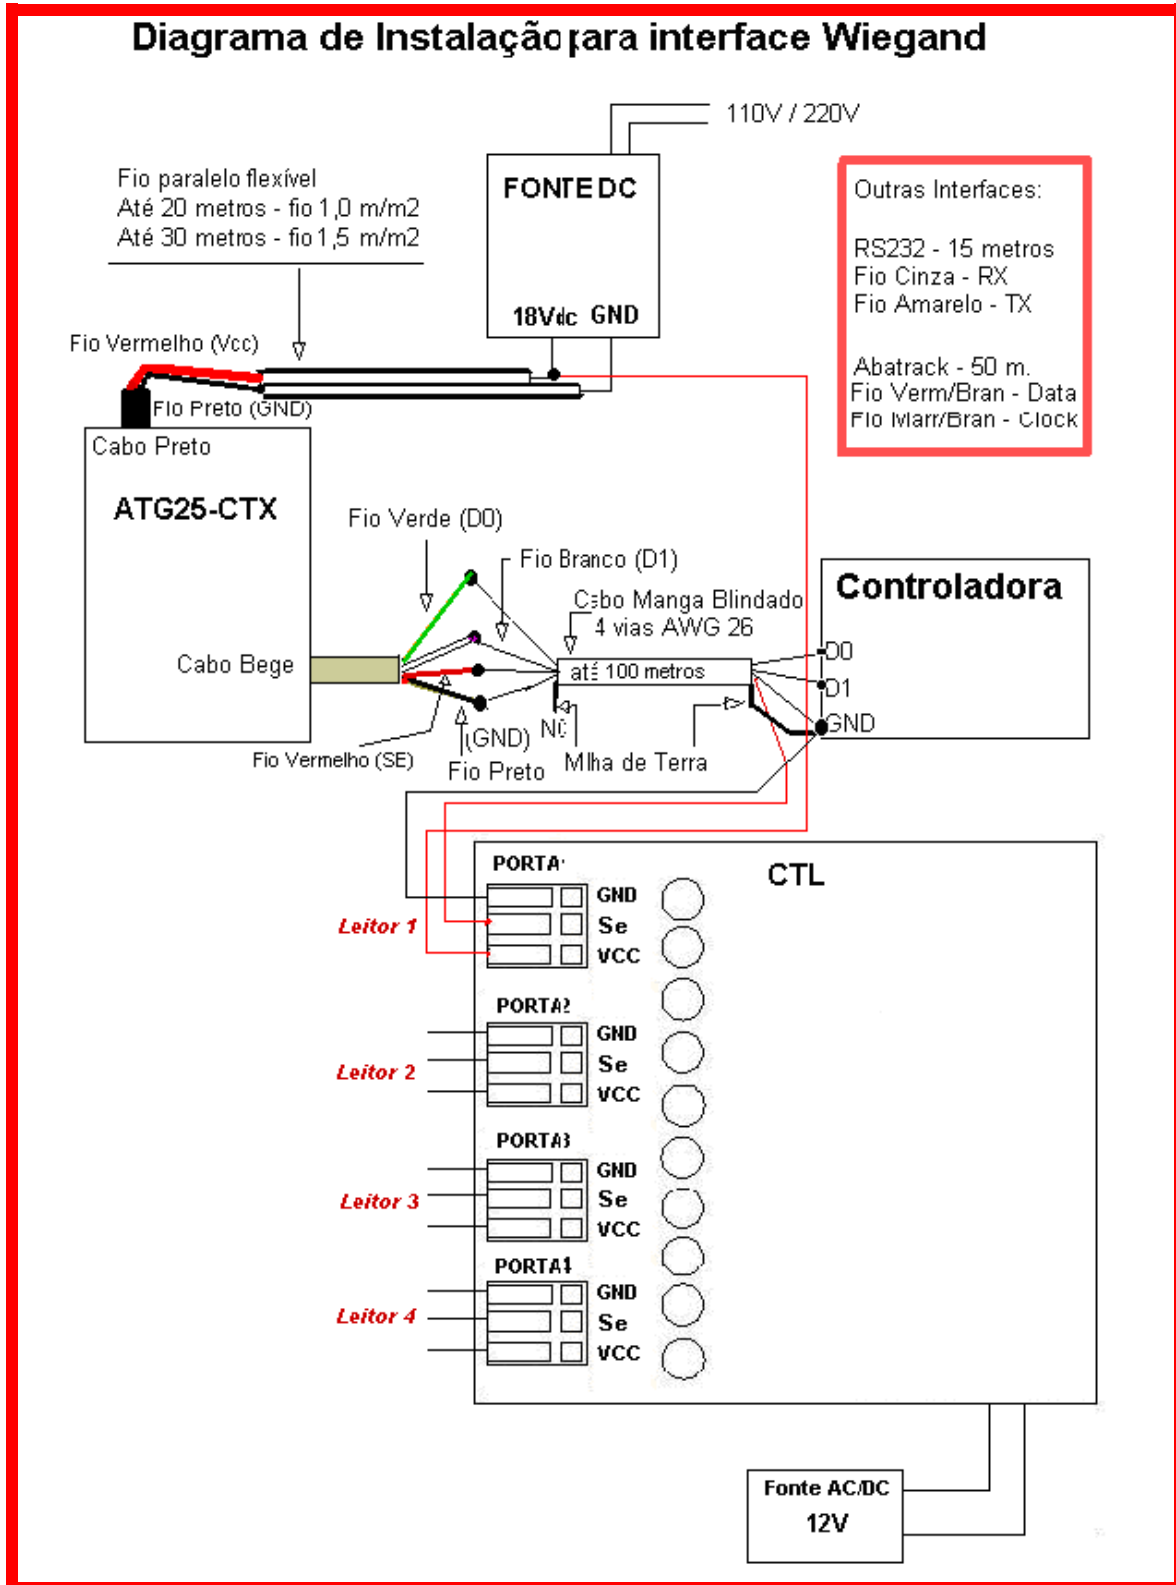 Diagrama de Instalação para interface Wiegand
110V / 220V
Fio paralelo flexível
Até 20 metros - fio 1,0 m/m2
Até 30 metros - fio 1,5 m/m2
FONTE DC
18Vdc GND
Outras Interfaces:
RS232 - 15 metros
Fio Cinza - RX
Fio Amarelo - TX
Abatrack - 50 m.
Fio Verm/Bran - Data
Fio Marr/Bran - Clock
Fio Vermelho (Vcc)
Fio Preto (GND)
Cabo Preto
ATG25-CTX
Fio Verde (D0)
Fio Branco (D1)
Cabo Manga Blindado
4 vias AWG 26
até 100 metros
Cabo Bege
Controladora
D0
D1
GND
Fio Vermelho (SE)
(GND)
Fio Preto
NC
Mlha de Terra
CTL
PORTA1
GND
Se
VCC
Leitor 1
PORTA2
GND
Se
VCC
Leitor 2
PORTA3
GND
Se
VCC
Leitor 3
PORTA4
GND
Se
VCC
Leitor 4
Fonte AC/DC
12V